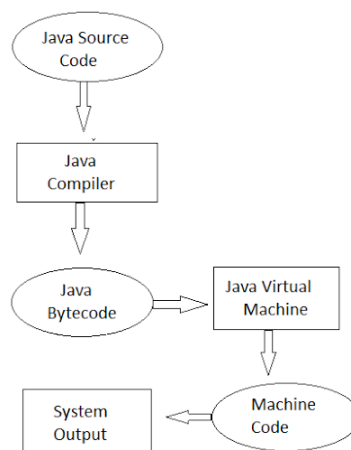 Java Source
Code
Java
Compiler
Java
Bytecode
Java Virtual
Machine
Machine
Code
System
Output